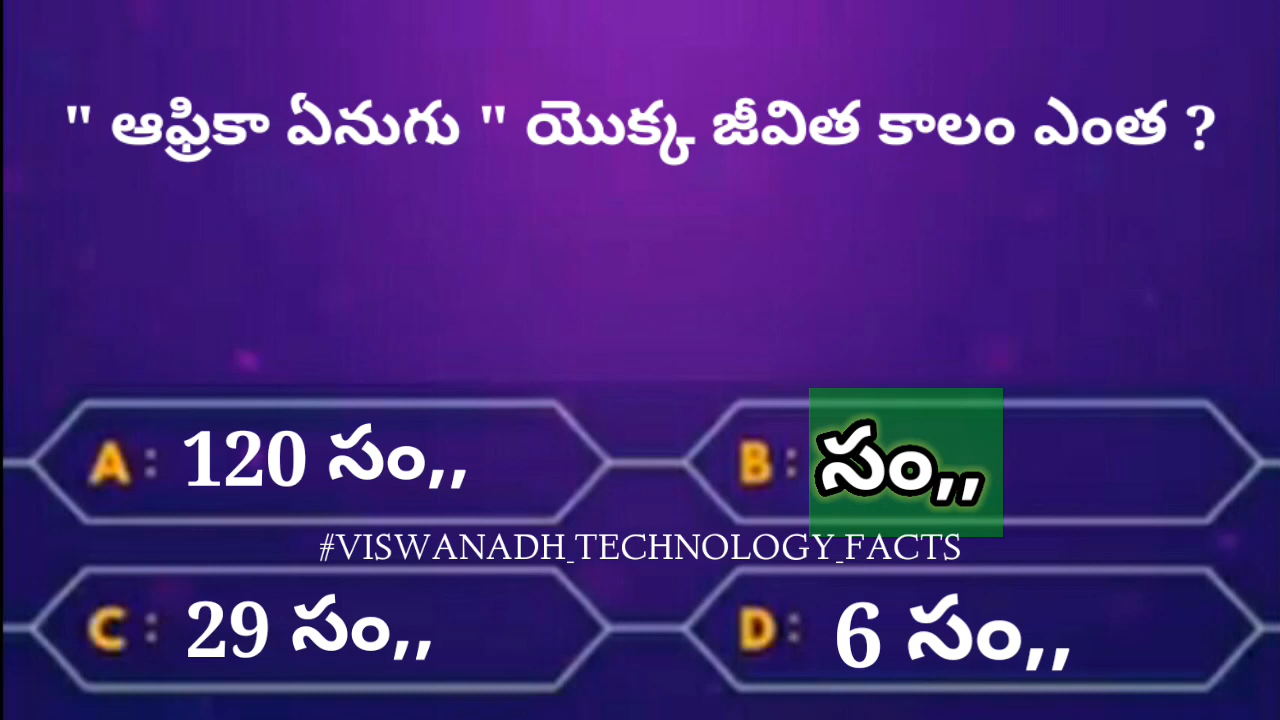 " ఆఫ్రికా ఏనుగు " యొక్క జీవిత కాలం ఎంత ?
A : 120 సం,,
B : సం,,
#VISWANADH_TECHNOLOGY_FACTS
C : 29 సం,,
D : 6 సం,,